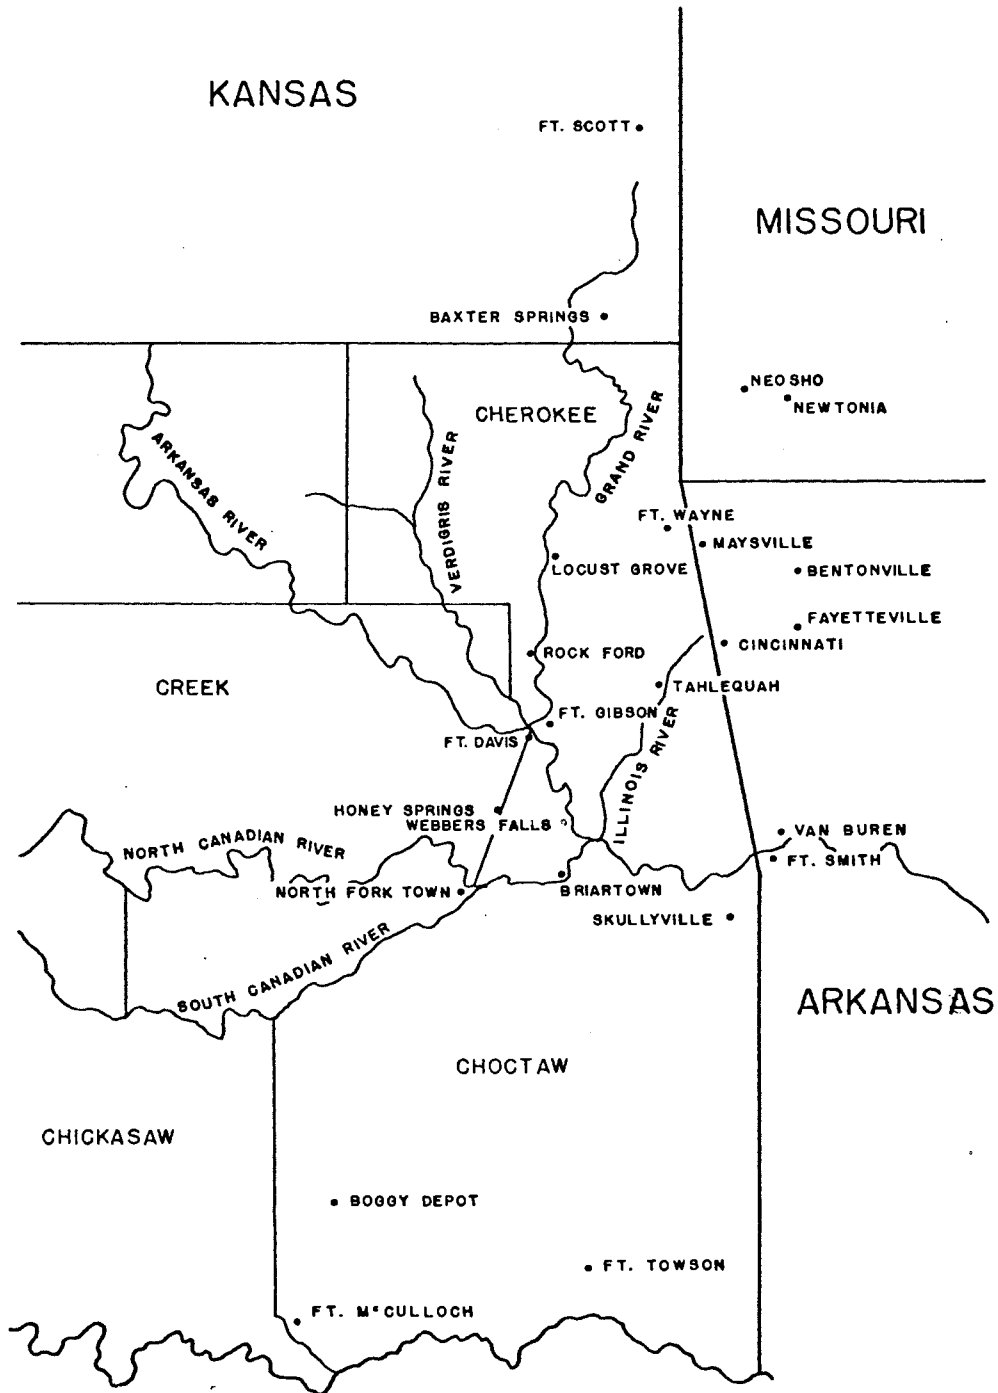 KANSAS
FT. SCOTT
MISSOURI
BAXTER SPRINGS
NEOSHO
NEWTONIA
CHEROKEE
GRAND RIVER
ARKANSAS RIVER
VERDIGRIS RIVER
FT. WAYNE
MAYSVILLE
LOCUST GROVE
BENTONVILLE
FAYETTEVILLE
CINCINNATI
ROCK FORD
CREEK
TAHLEQUAH
FT. GIBSON
FT. DAVIS
ILLINOIS RIVER
HONEY SPRINGS
WEBBERS FALLS
VAN BUREN
NORTH CANADIAN RIVER
FT. SMITH
NORTH FORK TOWN
BRIARTOWN
SKULLYVILLE
SOUTH CANADIAN RIVER
ARKANSAS
CHOCTAW
CHICKASAW
BOGGY DEPOT
FT. TOWSON
FT. McCULLOCH